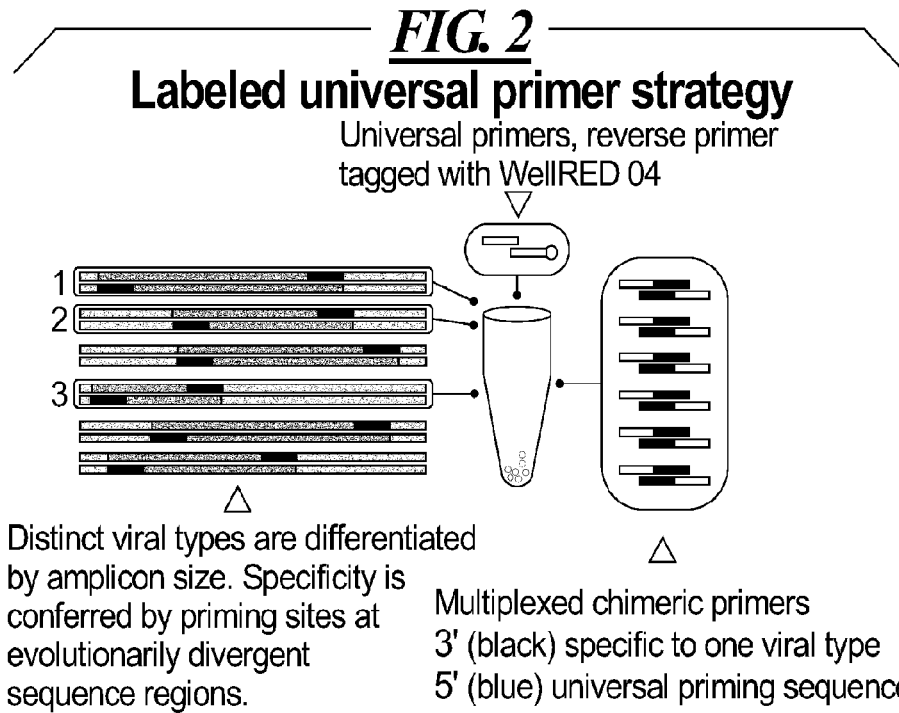 FIG. 2
Labeled universal primer strategy
Universal primers, reverse primer
tagged with WellRED 04
1
2
3
Distinct viral types are differentiated
by amplicon size. Specificity is
conferred by priming sites at
evolutionarily divergent
sequence regions.
Multiplexed chimeric primers
3' (black) specific to one viral type
5' (blue) universal priming sequence